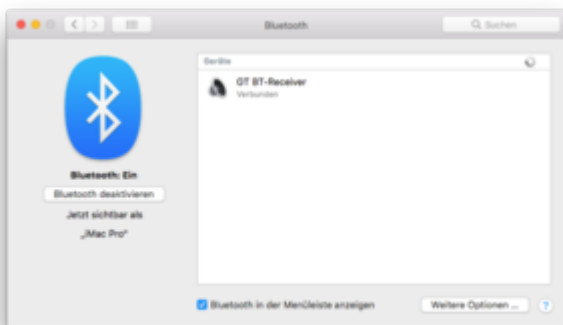 Bluetooth
Suchen
Bluetooth: Ein
Bluetooth deaktivieren
Jetzt sichtbar als
„iMac Pro“
Geräte
GT BT-Receiver
Verbunden
Bluetooth in der Menüleiste anzeigen
Weitere Optionen ...
?